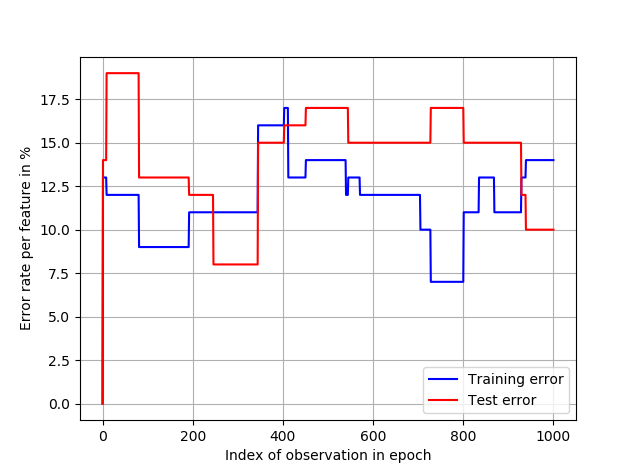 17.5
15.0
12.5
10.0
7.5
5.0
2.5
0.0
Error rate per feature in %
0 200 400 600 800 1000
Index of observation in epoch
Training error
Test error